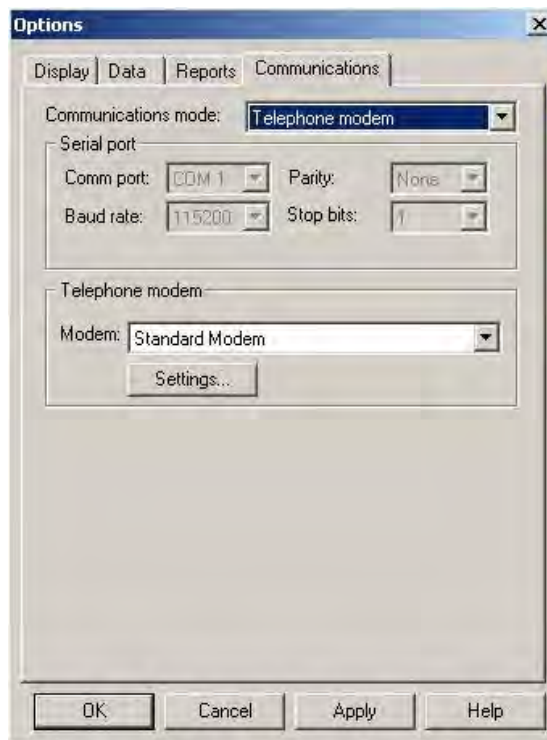 Options
Display Data Reports Communications
Communications mode: Telephone modem
Serial port
Comm port: COM 1 Parity: None
Baud rate: 115200 Stop bits: 1
Telephone modem
Modem: Standard Modem
Settings...
OK Cancel Apply Help